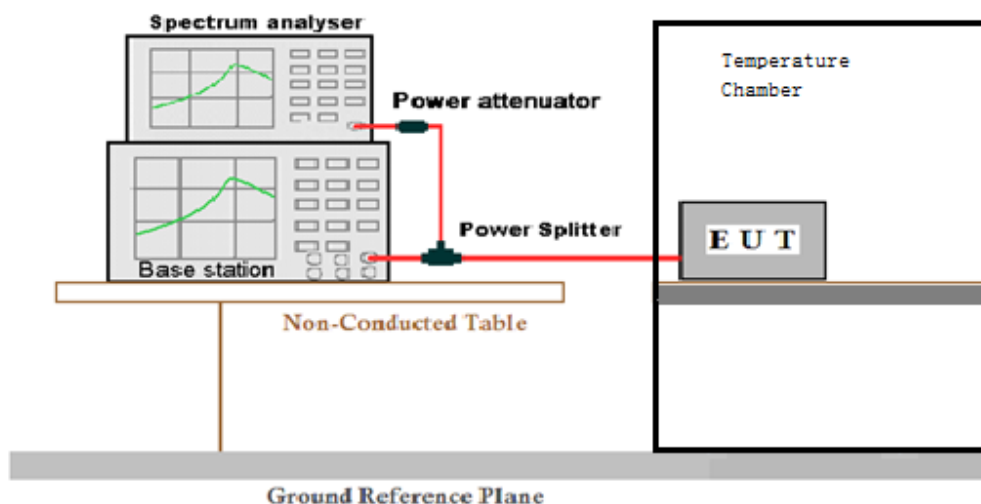 Spectrum analyser
Temperature
Chamber
Power attenuator
Power Splitter
E U T
Base station
Non-Conducted Table
Ground Reference Plane